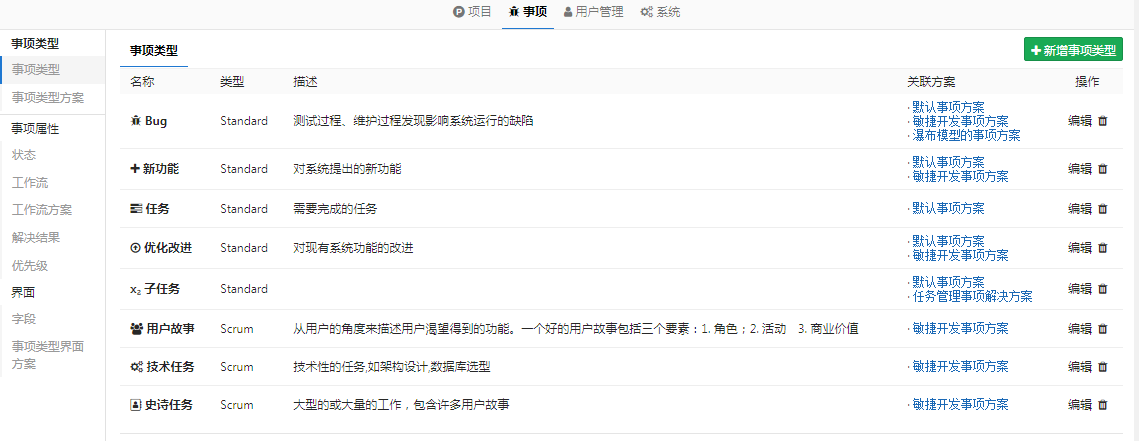 项目 事项 用户管理 系统
事项类型
事项类型
事项类型方案
事项属性
状态
工作流
工作流方案
解决结果
优先级
界面
字段
事项类型界面
方案
事项类型
新增事项类型
名称 类型 描述 关联方案 操作
Bug Standard 测试过程、维护过程发现影响系统运行的缺陷 · 默认事项方案 编辑
· 敏捷开发事项方案
· 瀑布模型的事项方案
新功能 Standard 对系统提出的新功能 · 默认事项方案 编辑
· 敏捷开发事项方案
任务 Standard 需要完成的任务 · 默认事项方案 编辑
优化改进 Standard 对现有系统功能的改进 · 默认事项方案 编辑
· 敏捷开发事项方案
x₂ 子任务 Standard · 默认事项方案 编辑
· 任务管理事项解决方案
用户故事 Scrum 从用户的角度来描述用户渴望得到的功能。一个好的用户故事包括三个要素：1. 角色；2. 活动　3. 商业价值 · 敏捷开发事项方案 编辑
技术任务 Scrum 技术性的任务,如架构设计,数据库选型 · 敏捷开发事项方案 编辑
史诗任务 Scrum 大型的或大量的工作，包含许多用户故事 · 敏捷开发事项方案 编辑